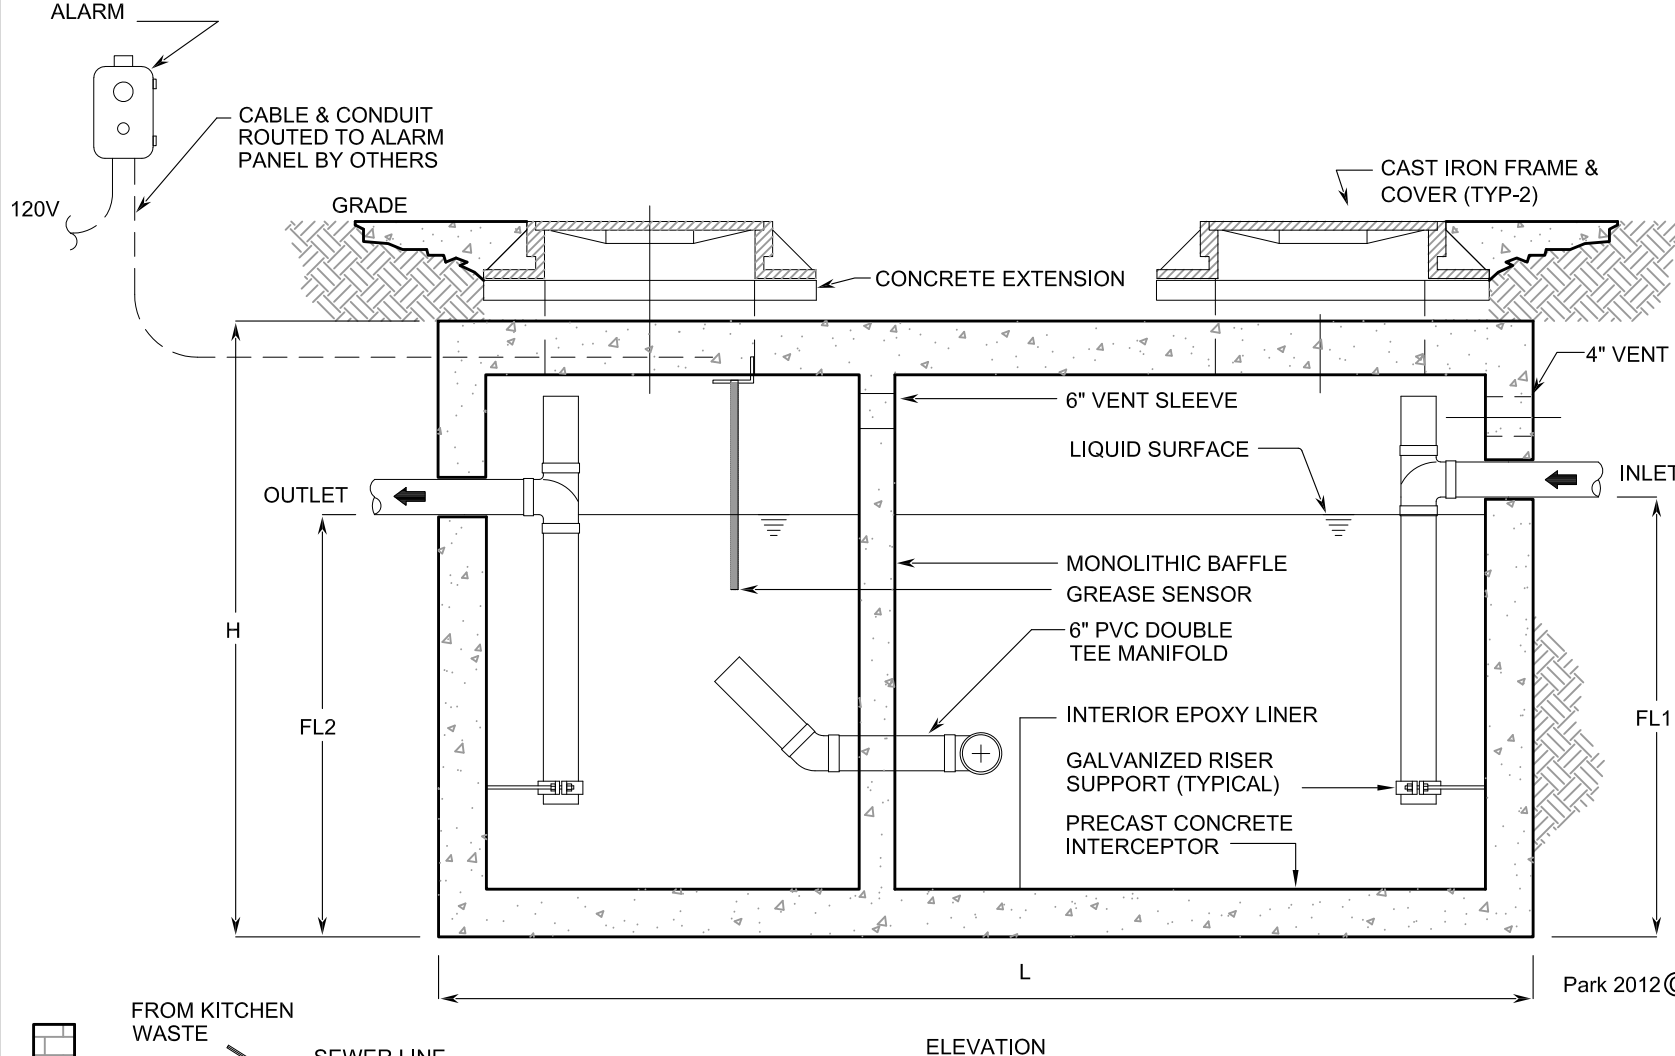 ALARM
CABLE & CONDUIT
ROUTED TO ALARM
PANEL BY OTHERS
120V
GRADE
CAST IRON FRAME &
COVER (TYP-2)
CONCRETE EXTENSION
4" VENT
6" VENT SLEEVE
LIQUID SURFACE
OUTLET
INLET
MONOLITHIC BAFFLE
GREASE SENSOR
6" PVC DOUBLE
TEE MANIFOLD
H
FL2
INTERIOR EPOXY LINER
FL1
GALVANIZED RISER
SUPPORT (TYPICAL)
PRECAST CONCRETE
INTERCEPTOR
L
Park 2012 ©
FROM KITCHEN
WASTE
SEWER LINE
ELEVATION